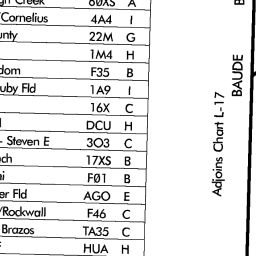 Creek 60XS A
Cornelius 4A4 I
unty 22M G
1M4 H
dom F35 B
uby Fld 1A9 I
16X C
DCU H
- Steven E 3O3 C
ch 17XS B
ni F01 B
er Fld AGO E
/Rockwall F46 C
Brazos TA35 C
HUA H
Adjoins Chart L-17
BAUDE